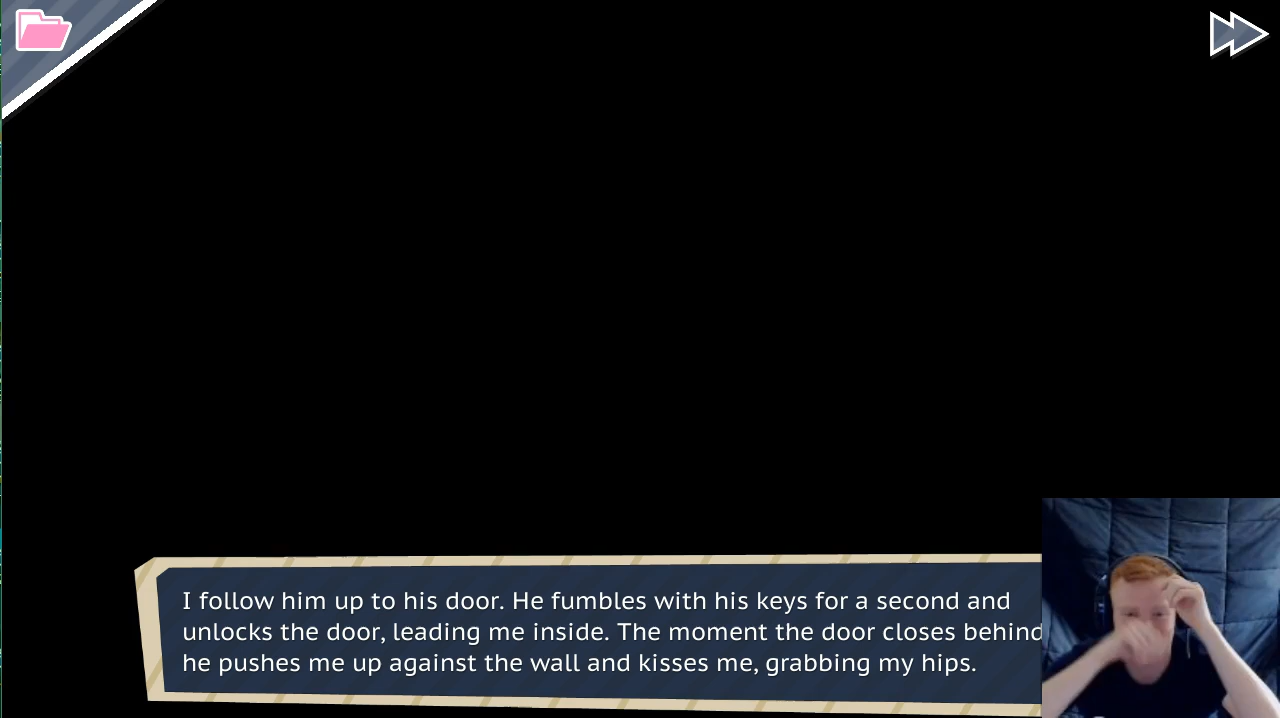 I follow him up to his door. He fumbles with his keys for a second and
unlocks the door, leading me inside. The moment the door closes behind
he pushes me up against the wall and kisses me, grabbing my hips.